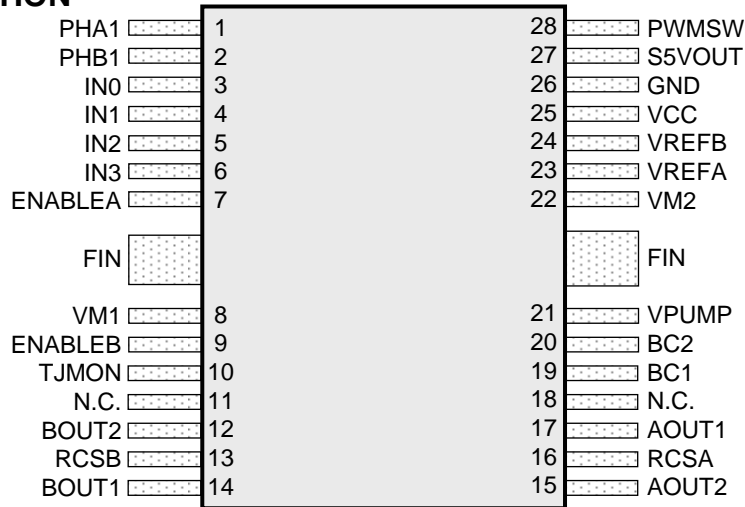 PHA1 1 28 PWMSW
PHB1 2 27 S5VOUT
IN0 3 26 GND
IN1 4 25 VCC
IN2 5 24 VREFB
IN3 6 23 VREFA
ENABLEA 7 22 VM2
FIN FIN
VM1 8 21 VPUMP
ENABLEB 9 20 BC2
TJMON 10 19 BC1
N.C. 11 18 N.C.
BOUT2 12 17 AOUT1
RCSB 13 16 RCSA
BOUT1 14 15 AOUT2